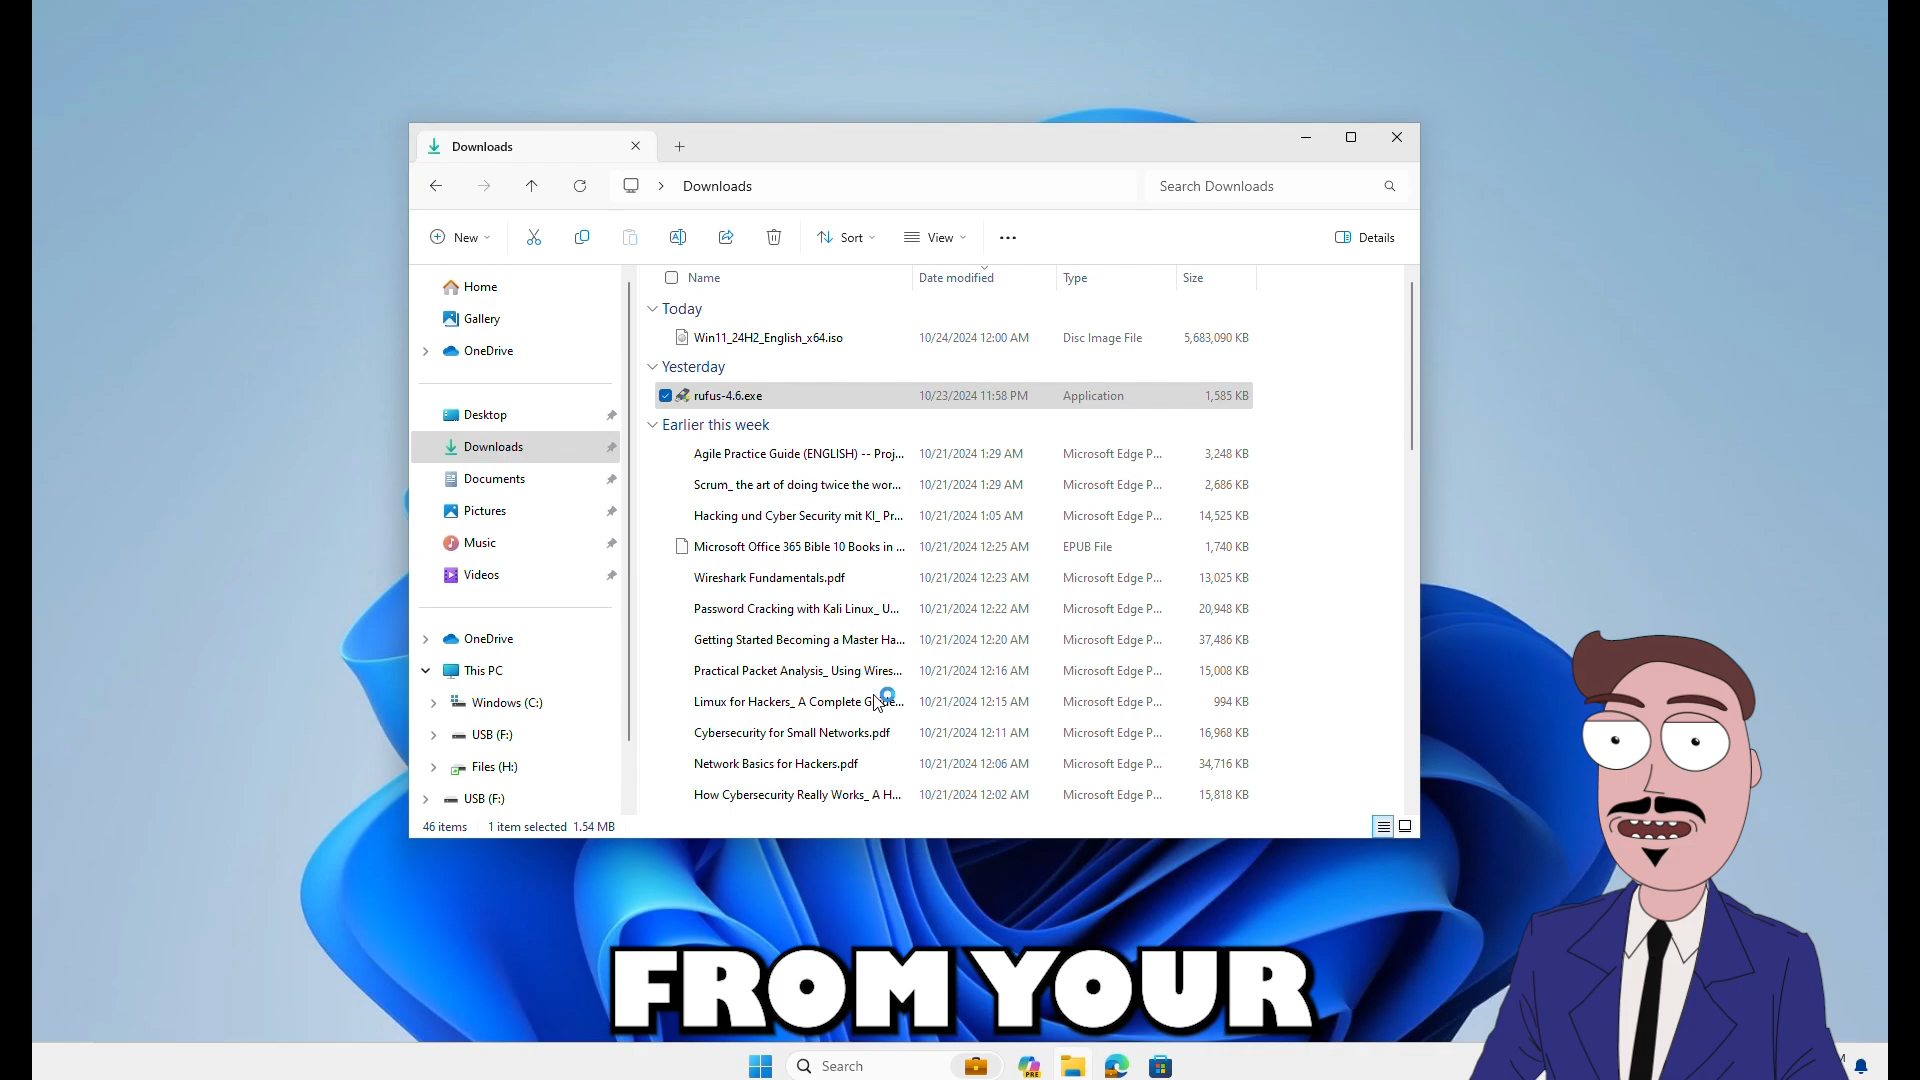 Downloads
Downloads
Search Downloads
New
Sort
View
Details
Home
Gallery
OneDrive
Desktop
Downloads
Documents
Pictures
Music
Videos
OneDrive
This PC
Windows (C:)
USB (F:)
Files (H:)
USB (F:)
Name Date modified Type Size
Today
Win11_24H2_English_x64.iso 10/24/2024 12:00 AM Disc Image File 5,683,090 KB
Yesterday
rufus-4.6.exe 10/23/2024 11:58 PM Application 1,585 KB
Earlier this week
Agile Practice Guide (ENGLISH) -- Proj... 10/21/2024 1:29 AM Microsoft Edge P... 3,248 KB
Scrum_ the art of doing twice the wor... 10/21/2024 1:29 AM Microsoft Edge P... 2,686 KB
Hacking und Cyber Security mit KI_ Pr... 10/21/2024 1:05 AM Microsoft Edge P... 14,525 KB
Microsoft Office 365 Bible 10 Books in ... 10/21/2024 12:25 AM EPUB File 1,740 KB
Wireshark Fundamentals.pdf 10/21/2024 12:23 AM Microsoft Edge P... 13,025 KB
Password Cracking with Kali Linux_ U... 10/21/2024 12:22 AM Microsoft Edge P... 20,948 KB
Getting Started Becoming a Master Ha... 10/21/2024 12:20 AM Microsoft Edge P... 37,486 KB
Practical Packet Analysis_ Using Wires... 10/21/2024 12:16 AM Microsoft Edge P... 15,008 KB
Limux for Hackers_ A Complete 10/21/2024 12:15 AM Microsoft Edge P... 994 KB
Cybersecurity for Small Networks.pdf 10/21/2024 12:11 AM Microsoft Edge P... 16,968 KB
Network Basics for Hackers.pdf 10/21/2024 12:06 AM Microsoft Edge P... 34,716 KB
How Cybersecurity Really Works_ A H... 10/21/2024 12:02 AM Microsoft Edge P... 15,818 KB
46 items 1 item selected 1.54 MB
FROM YOUR
Search
PRE